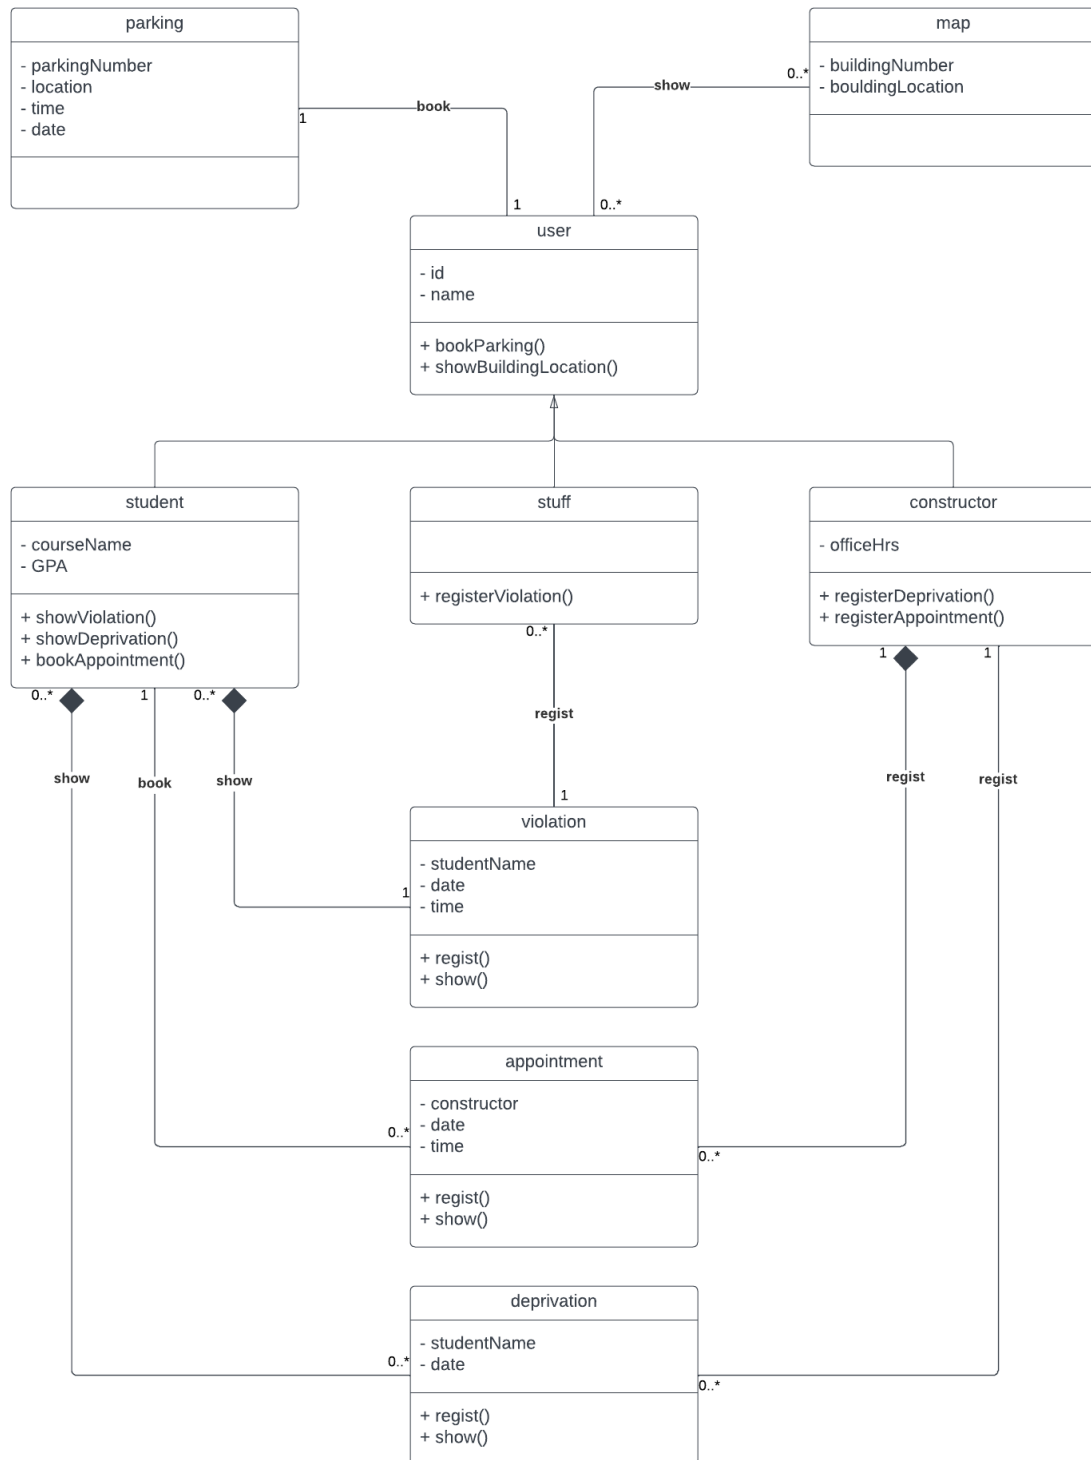 parking
- parkingNumber
- location
- time
- date
map
- buildingNumber
- bouldingLocation
book
1
1
show
0..*
0..*
user
- id
- name
+ bookParking()
+ showBuildingLocation()
student
- courseName
- GPA
+ showViolation()
+ showDeprivation()
+ bookAppointment()
stuff
+ registerViolation()
constructor
- officeHrs
+ registerDeprivation()
+ registerAppointment()
0..*
1
0..*
0..*
1
1
show
book
show
regist
regist
regist
1
violation
- studentName
- date
- time
+ regist()
+ show()
1
appointment
- constructor
- date
- time
+ regist()
+ show()
0..*
0..*
deprivation
- studentName
- date
+ regist()
+ show()
0..*
0..*